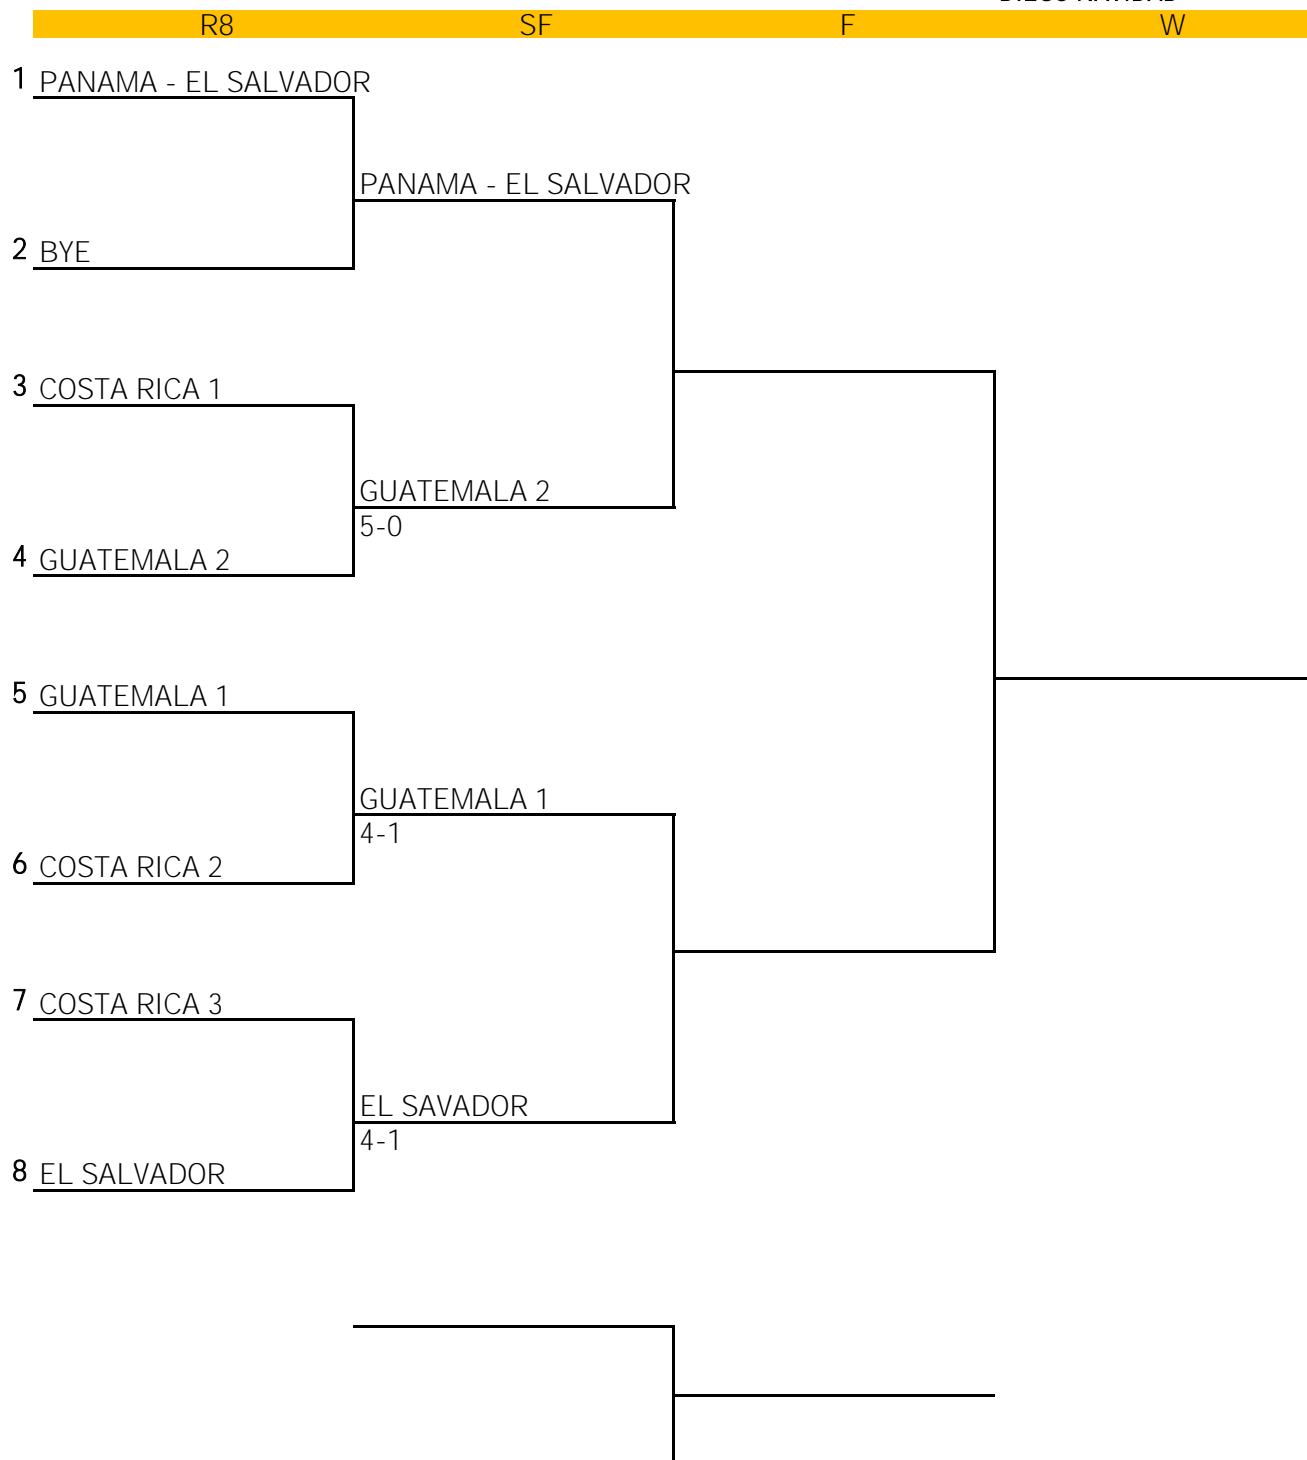 R8 SF F W
1 PANAMA - EL SALVADOR
PANAMA - EL SALVADOR
2 BYE
3 COSTA RICA 1
GUATEMALA 2
5-0
4 GUATEMALA 2
5 GUATEMALA 1
GUATEMALA 1
4-1
6 COSTA RICA 2
7 COSTA RICA 3
EL SAVADOR
4-1
8 EL SALVADOR